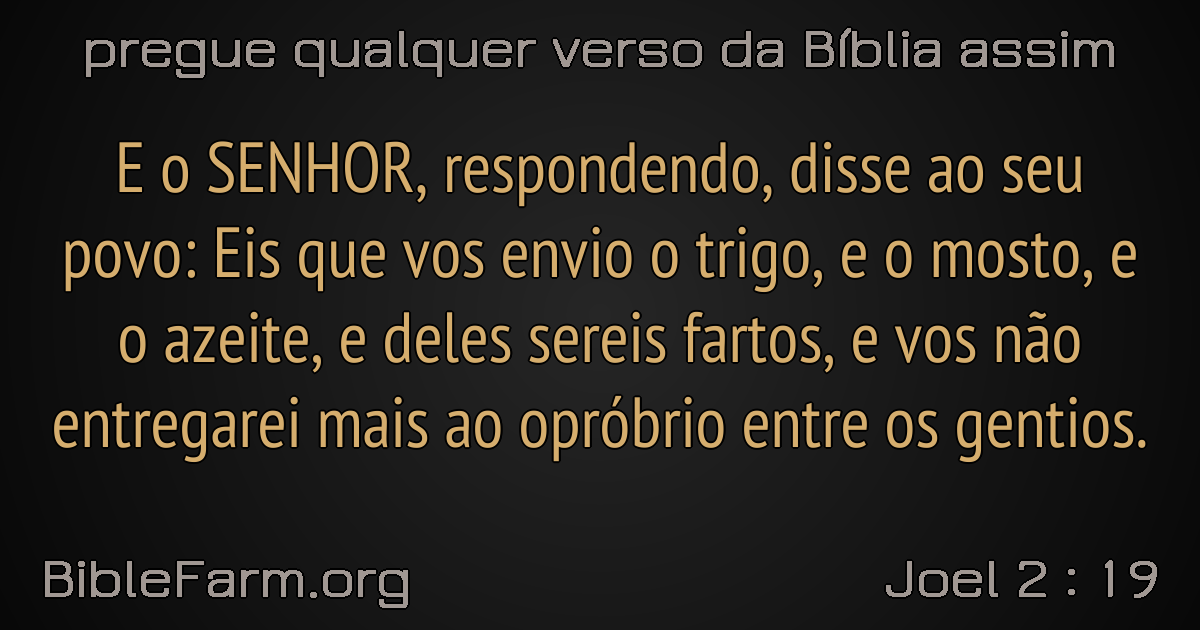 pregue qualquer verso da Bíblia assim
E o SENHOR, respondendo, disse ao seu
povo: Eis que vos envio o trigo, e o mosto, e
o azeite, e deles sereis fartos, e vos não
entregarei mais ao opróbrio entre os gentios.
BibleFarm.org
Joel 2 : 19